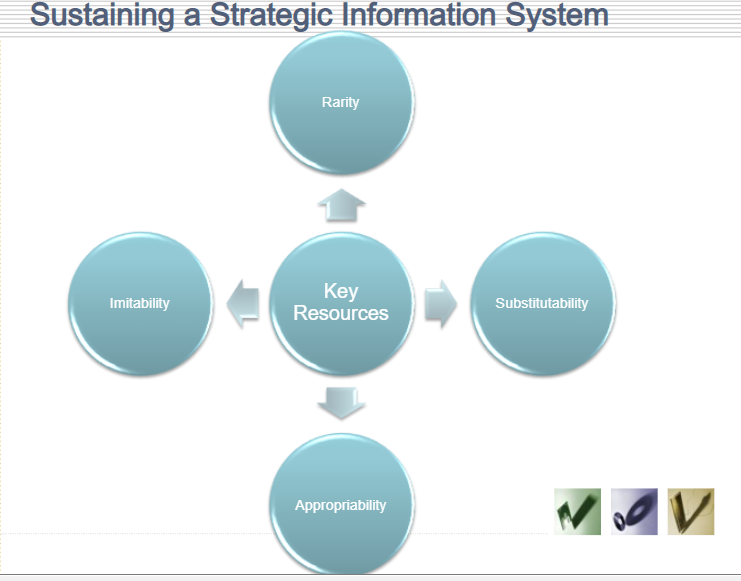 Sustaining a Strategic Information System
Rarity
Imitability
Key
Resources
Substitutability
Appropriability